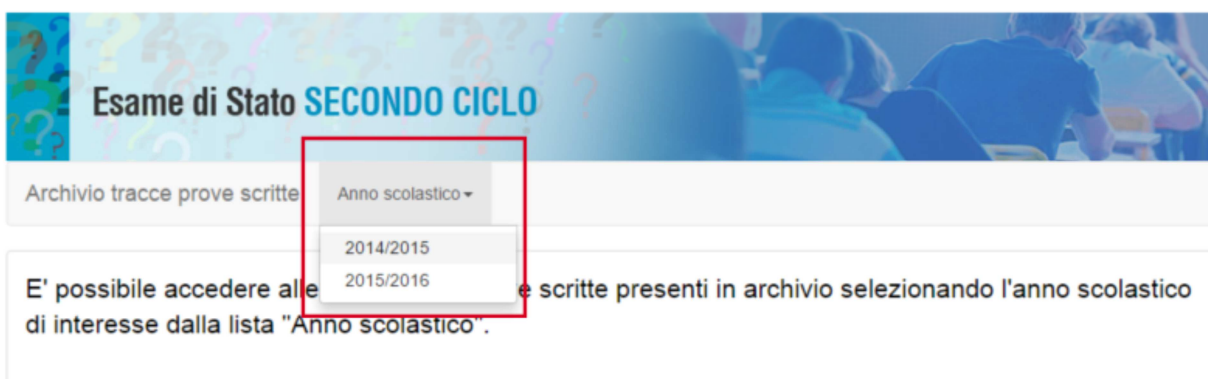 Esame di Stato SECONDO CICLO
Archivio tracce prove scritte
Anno scolastico
2014/2015
2015/2016
E' possibile accedere alle e scritte presenti in archivio selezionando l'anno scolastico
di interesse dalla lista "Anno scolastico".